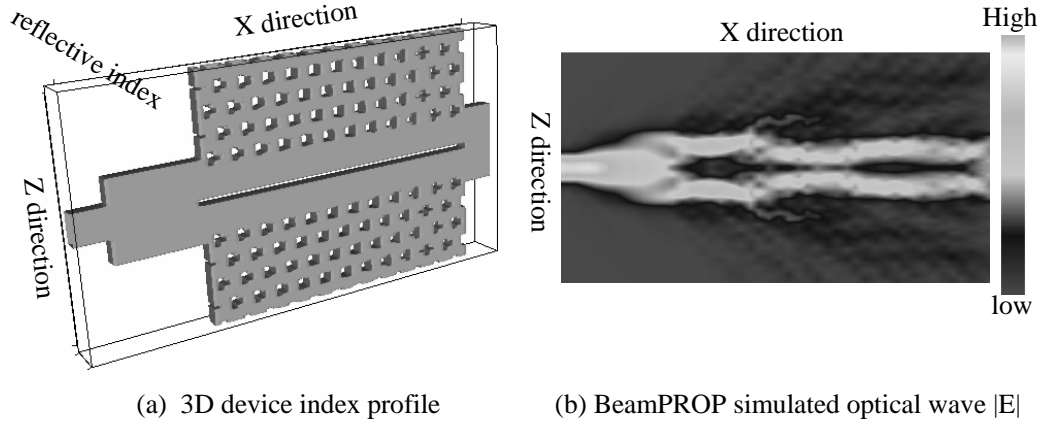 X direction
reflective index
Z direction
X direction
High
Z direction
low
(a) 3D device index profile
(b) BeamPROP simulated optical wave |E|